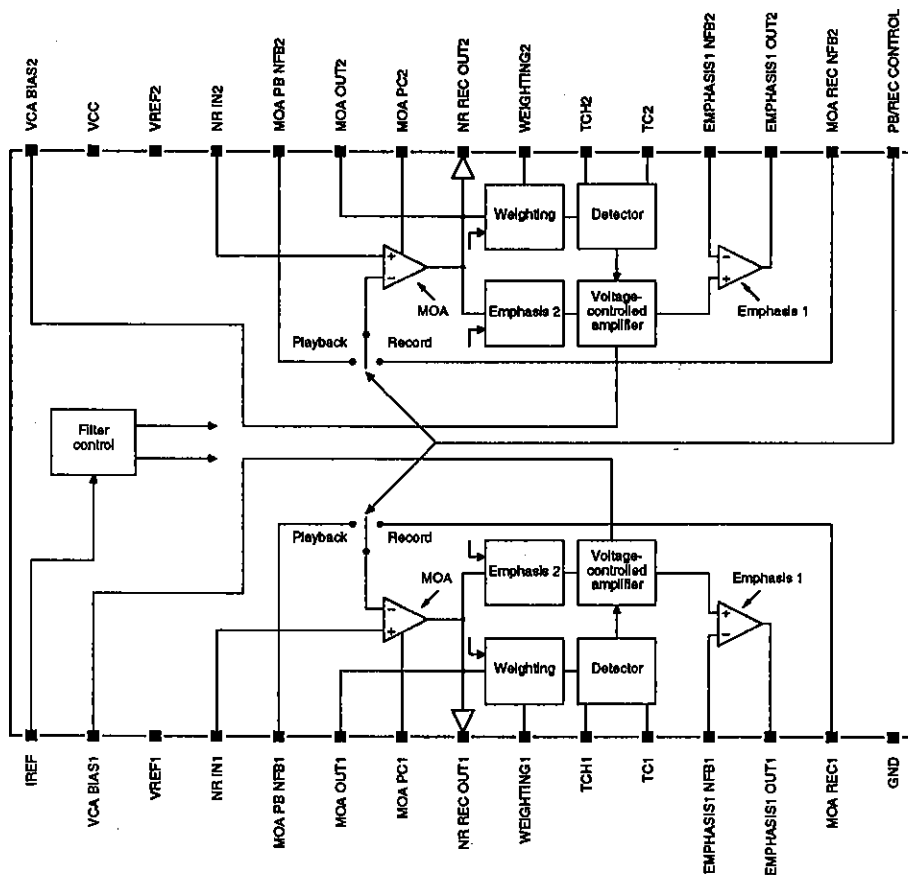 VCA BIAS2
VCC
VREF2
NR IN2
MOA PB NFB2
MOA OUT2
MOA PC2
NR REC OUT2
WEIGHTING2
TCH2
TC2
EMPHASIS1 NFB2
EMPHASIS1 OUT2
MOA REC NFB2
PB/REC CONTROL
Weighting
Detector
+
−
MOA
Emphasis 2
Voltage-
controlled
amplifier
−
+
Emphasis 1
Playback
Record
Filter
control
Playback
Record
MOA
Emphasis 2
Voltage-
controlled
amplifier
Emphasis 1
−
+
+
−
Weighting
Detector
IREF
VCA BIAS1
VREF1
NR IN1
MOA PB NFB1
MOA OUT1
MOA PC1
NR REC OUT1
WEIGHTING1
TCH1
TC1
EMPHASIS1 NFB1
EMPHASIS1 OUT1
MOA REC1
GND